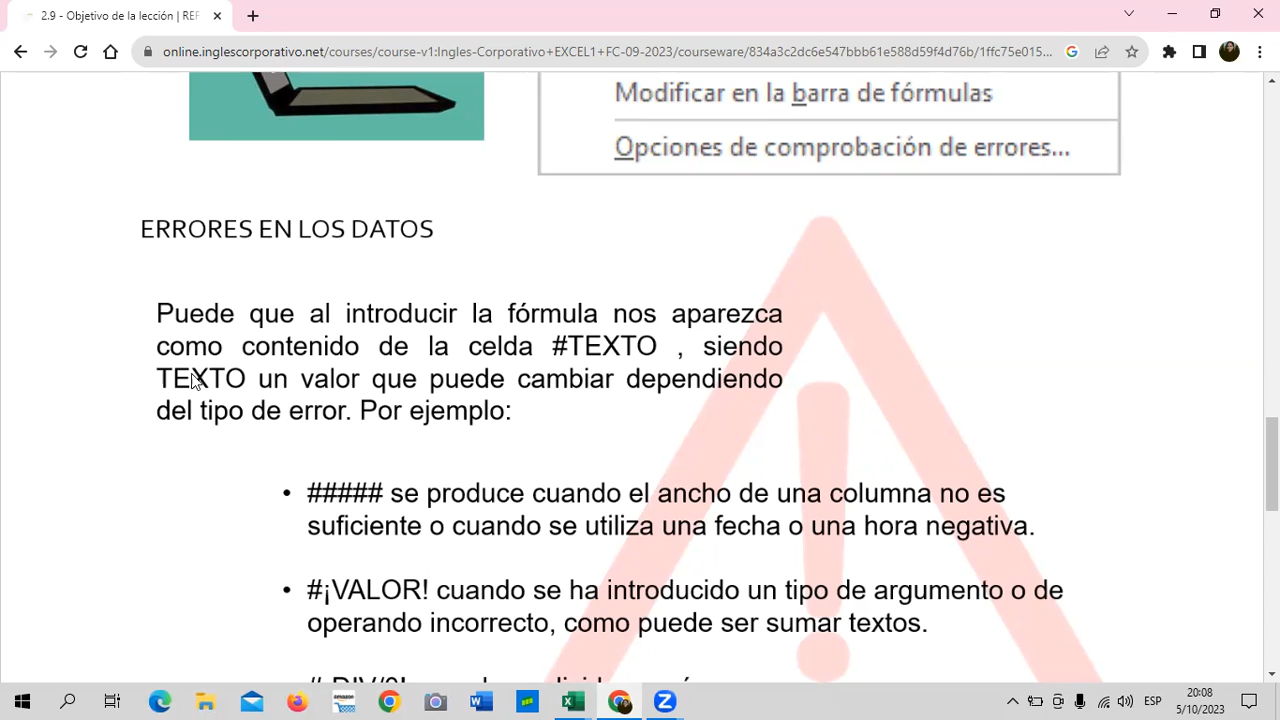 2.9 - Objetivo de la lección | REF
online.inglescorporativo.net/courses/course-v1:Ingles-Corporativo+EXCEL1+FC-09-2023/courseware/834a3c2dc6e547bbb61e588d59f4d76b/1ffc75e015...
Modificar en la barra de fórmulas
Opciones de comprobación de errores...
ERRORES EN LOS DATOS
Puede que al introducir la fórmula nos aparezca
como contenido de la celda #TEXTO , siendo
TEXTO un valor que puede cambiar dependiendo
del tipo de error. Por ejemplo:
• ##### se produce cuando el ancho de una columna no es
suficiente o cuando se utiliza una fecha o una hora negativa.
• #¡VALOR! cuando se ha introducido un tipo de argumento o de
operando incorrecto, como puede ser sumar textos.
ESP
20:08
5/10/2023